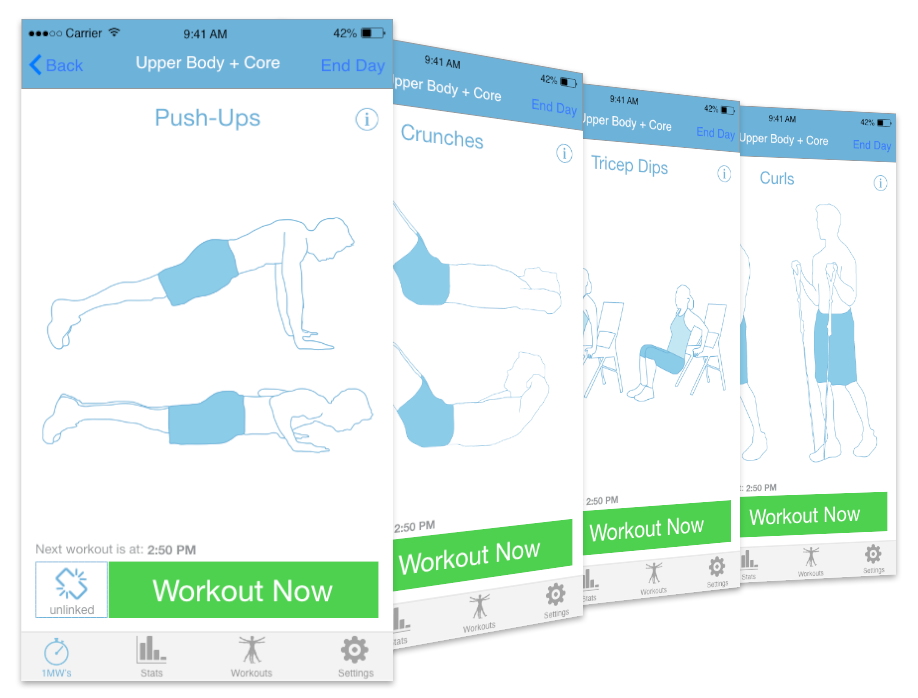 Carrier 9:41 AM 42%
Back Upper Body + Core End Day
Push-Ups
Next workout is at: 2:50 PM
unlinked
Workout Now
1MW's Stats Workouts Settings
9:41 AM 42%
pper Body + Core End Day
Crunches
2:50 PM
Workout Now
Workouts Settings
9:41 AM 42%
Upper Body + Core End Day
Tricep Dips
2:50 PM
Workout Now
Stats Workouts Settings
9:41 AM 42%
Upper Body + Core End Day
Curls
: 2:50 PM
Workout Now
Stats Workouts Settings